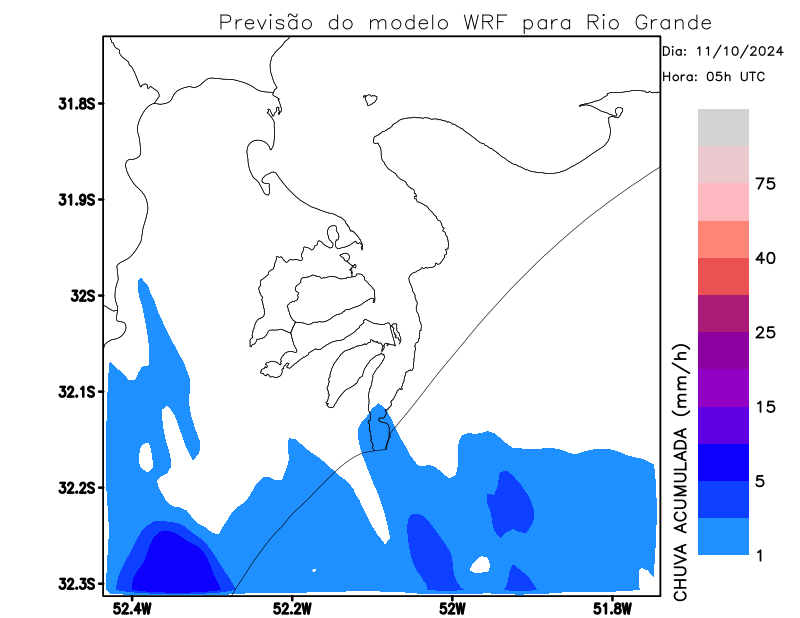 Previsão do modelo WRF para Rio Grande
Dia: 11/10/2024
Hora: 05h UTC
31.8S
31.9S
32S
32.1S
32.2S
32.3S
52.4W
52.2W
52W
51.8W
75
40
25
15
5
1
CHUVA ACUMULADA (mm/h)